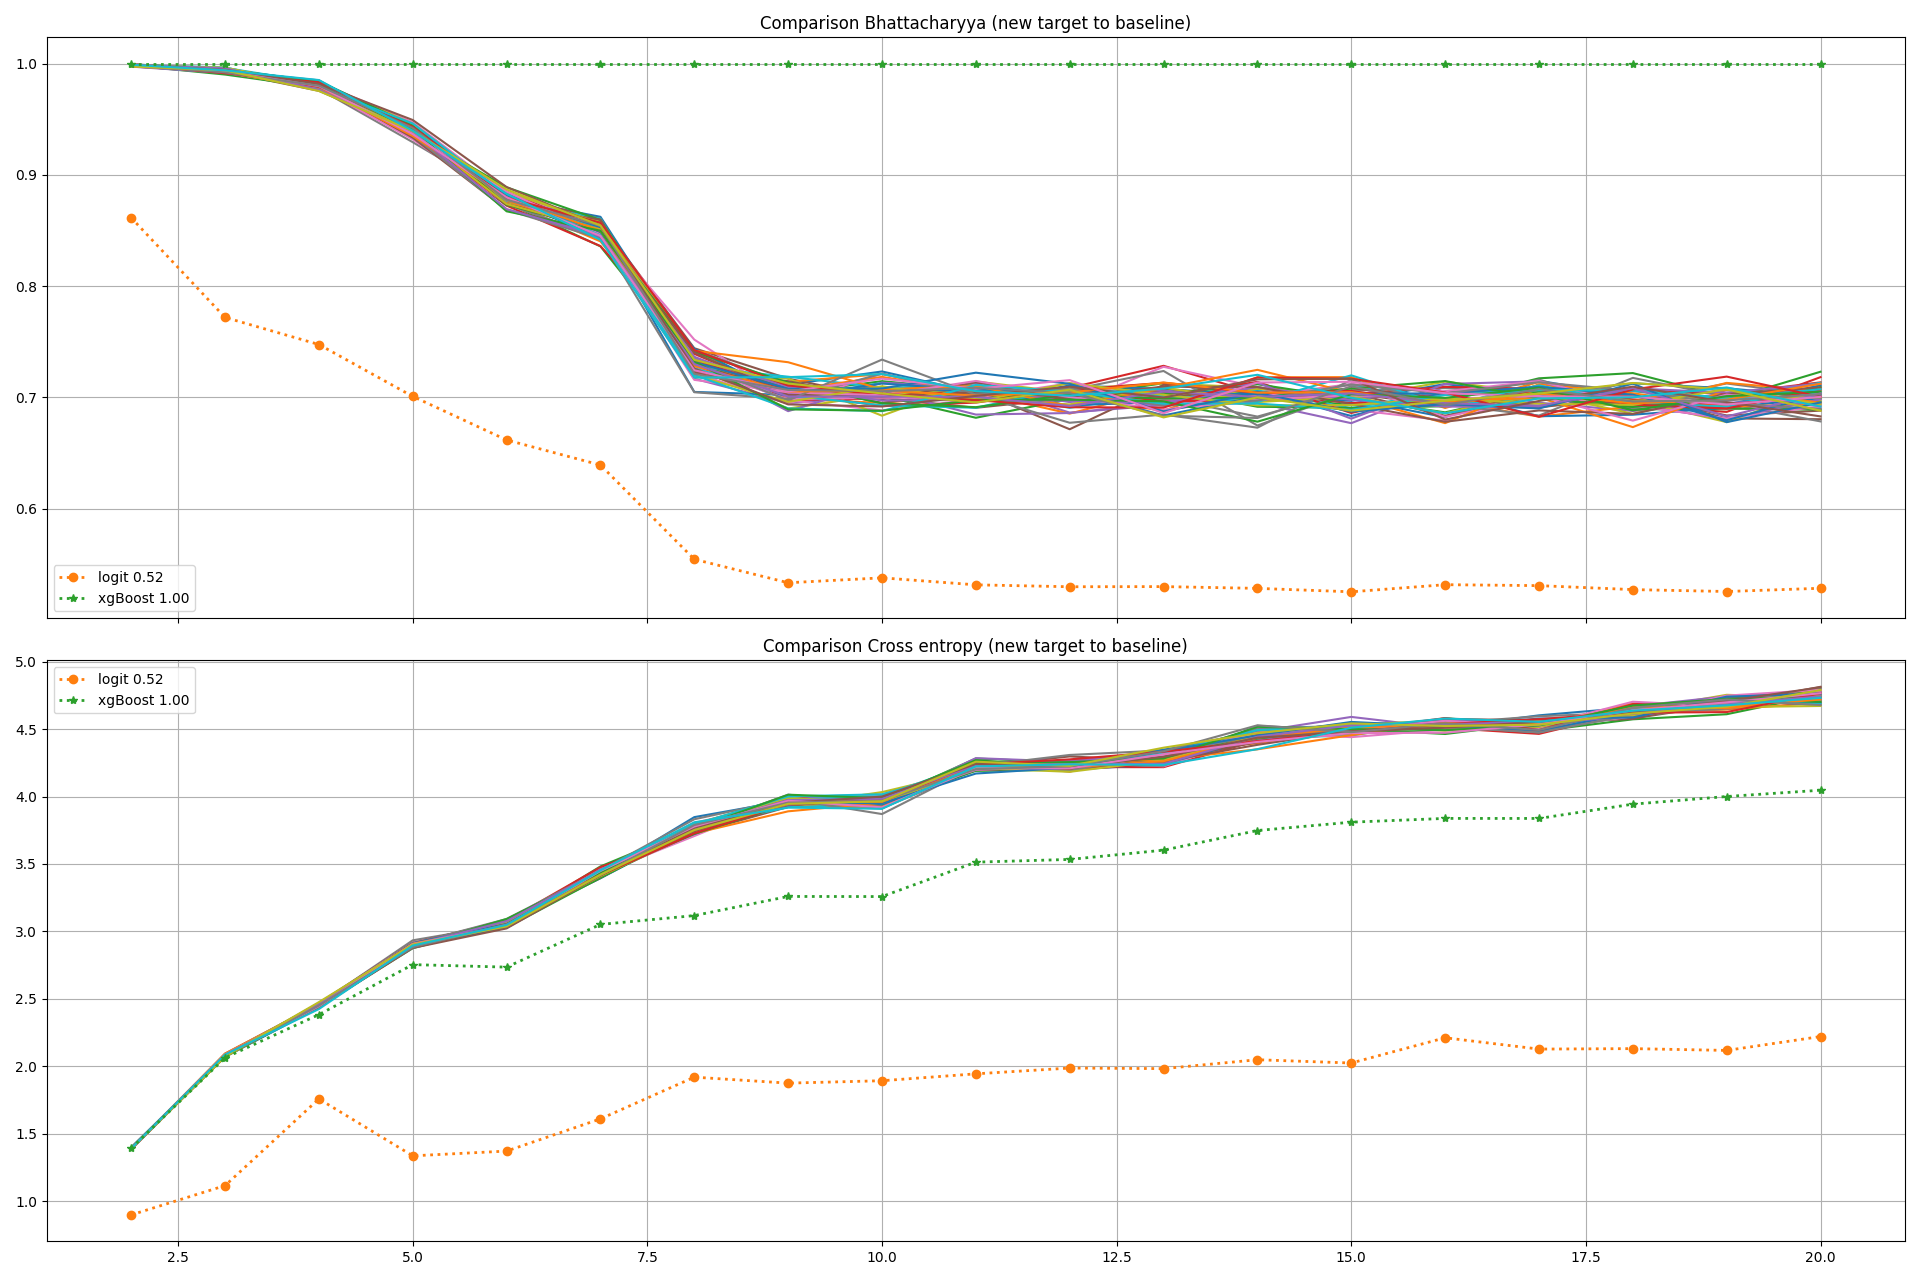 Comparison Bhattacharyya (new target to baseline)
1.0
0.9
0.8
0.7
0.6
logit 0.52
xgBoost 1.00
Comparison Cross entropy (new target to baseline)
5.0
4.5
4.0
3.5
3.0
2.5
2.0
1.5
1.0
logit 0.52
xgBoost 1.00
2.5 5.0 7.5 10.0 12.5 15.0 17.5 20.0